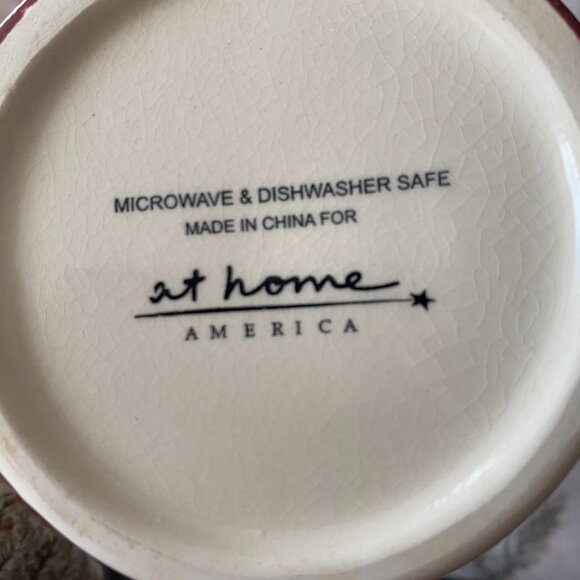 MICROWAVE & DISHWASHER SAFE
MADE IN CHINA FOR
at home
AMERICA